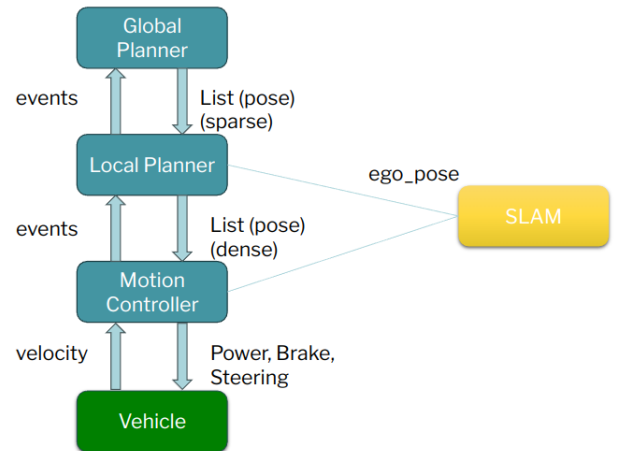 Global
Planner
events
List (pose)
(sparse)
Local Planner
ego_pose
SLAM
events
List (pose)
(dense)
Motion
Controller
velocity
Power, Brake,
Steering
Vehicle